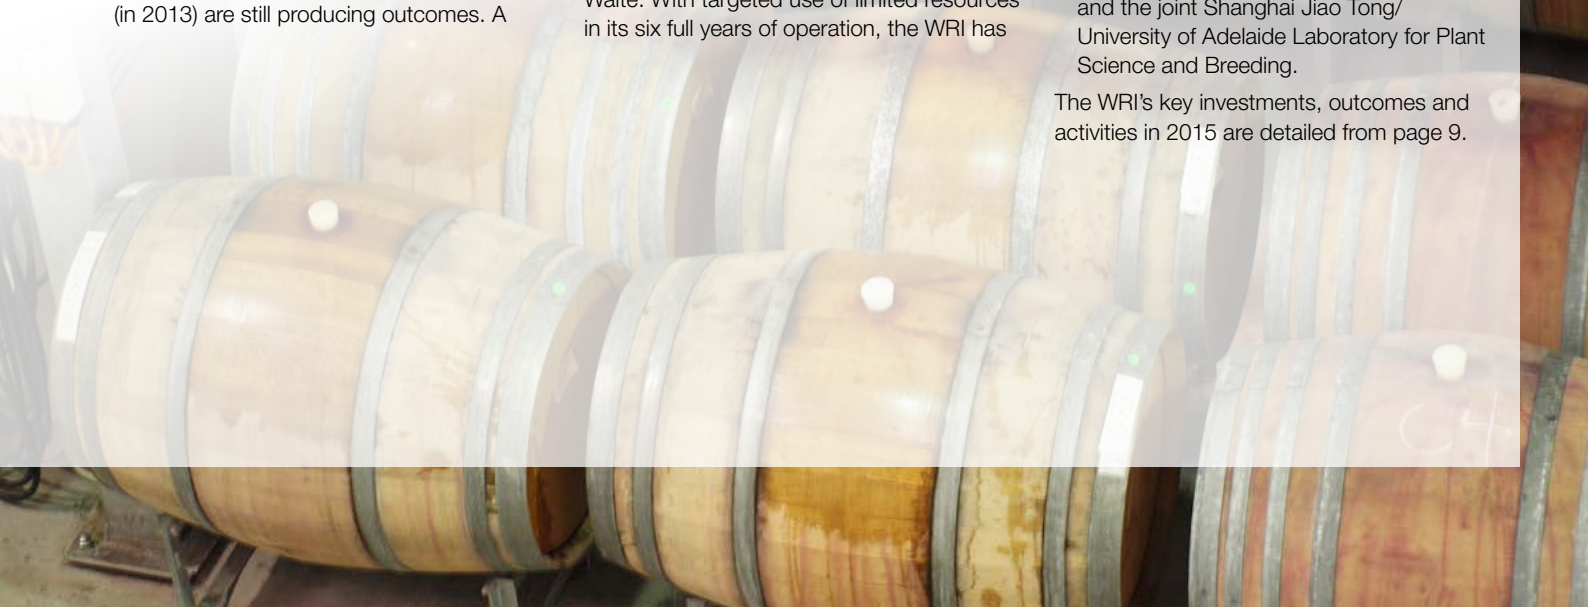 (in 2013) are still producing outcomes. A
Waite. With targeted use of limited resources
in its six full years of operation, the WRI has
and the joint Shanghai Jiao Tong/
University of Adelaide Laboratory for Plant
Science and Breeding.
The WRI’s key investments, outcomes and
activities in 2015 are detailed from page 9.
C4